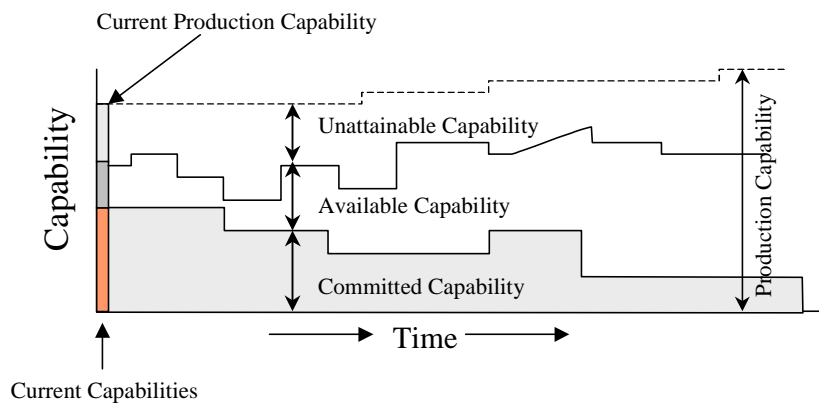 Current Production Capability
Capability
Unattainable Capability
Available Capability
Committed Capability
Production Capability
Time
Current Capabilities